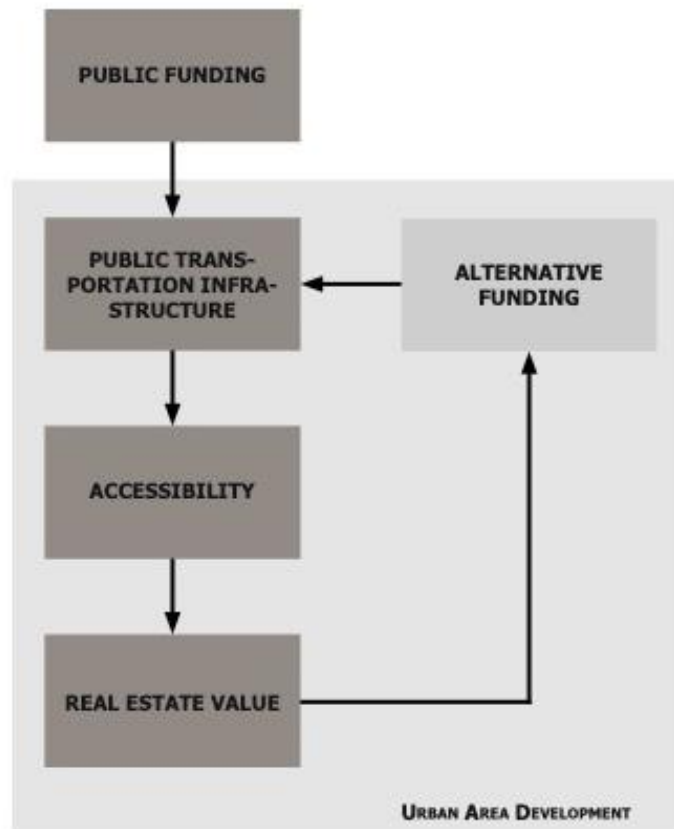 PUBLIC FUNDING
PUBLIC TRANS-
PORTATION INFRA-
STRUCTURE
ALTERNATIVE
FUNDING
ACCESSIBILITY
REAL ESTATE VALUE
URBAN AREA DEVELOPMENT